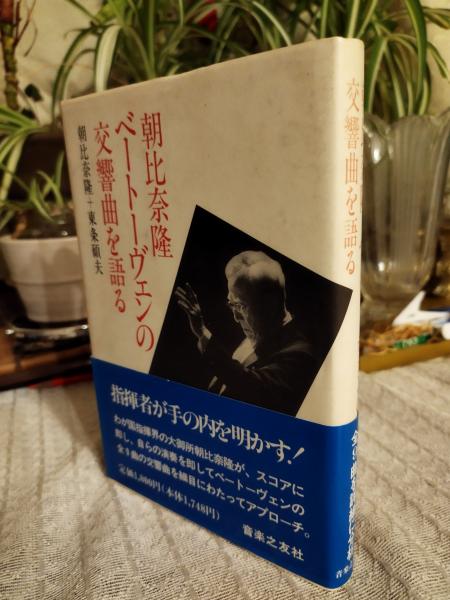 朝比奈隆
ベートーヴェンの
交響曲を語る
朝比奈隆+東条碩夫
指揮者が手の内を明かす!
わが国指揮界の大御所朝比奈隆が、スコアに
即し、自らの演奏を即してベートーヴェンの
全9曲の交響曲を細目にわたってアプローチ。
定価1,800円(本体1,748円)
音楽之友社
交響曲を語る